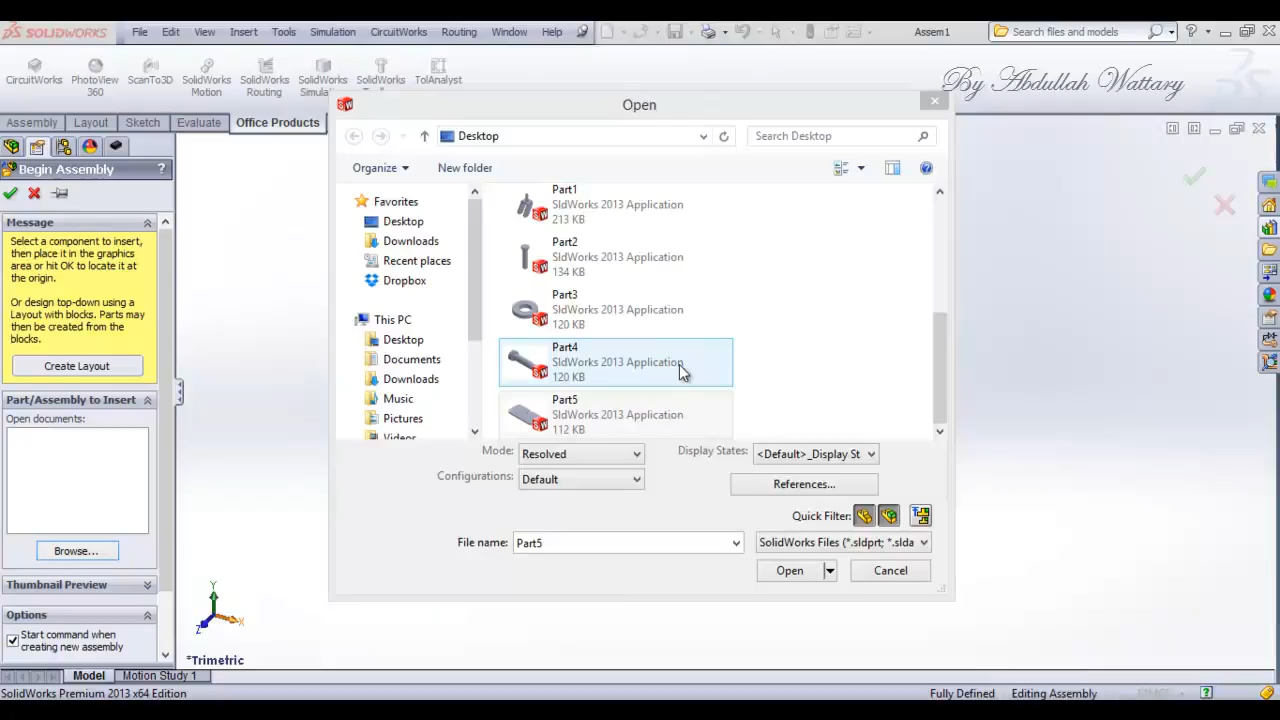 SOLIDWORKS File Edit View Insert Tools Simulation CircuitWorks Routing Window Help Assem1 Search files and models ?
CircuitWorks PhotoView 360 ScanTo3D SolidWorks Motion SolidWorks Routing SolidWorks Simula... SolidWorks TolAnalyst
By Abdullah Wattary
Assembly Layout Sketch Evaluate Office Products
Begin Assembly ?
Message
Select a component to insert,
then place it in the graphics
area or hit OK to locate it at
the origin.
Or design top-down using a
Layout with blocks. Parts may
then be created from the
blocks.
Create Layout
Part/Assembly to Insert
Open documents:
Browse...
Thumbnail Preview
Options
Start command when
creating new assembly
Open
Desktop
Search Desktop
Organize
New folder
Favorites
Desktop
Downloads
Recent places
Dropbox
This PC
Desktop
Documents
Downloads
Music
Pictures
Videos
Part1
SldWorks 2013 Application
213 KB
Part2
SldWorks 2013 Application
134 KB
Part3
SldWorks 2013 Application
120 KB
Part4
SldWorks 2013 Application
120 KB
Part5
SldWorks 2013 Application
112 KB
Mode: Resolved
Display States: <Default>_Display St
Configurations: Default
References...
Quick Filter:
File name: Part5
SolidWorks Files (*.sldprt; *.slda
Open
Cancel
Y
X
Z
*Trimetric
Model Motion Study 1
SolidWorks Premium 2013 x64 Edition
Fully Defined Editing Assembly ?